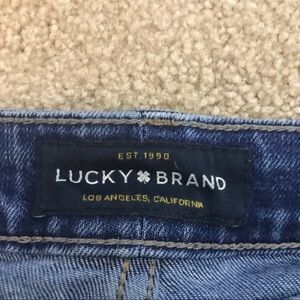 EST. 1990
LUCKY BRAND
LOS ANGELES, CALIFORNIA